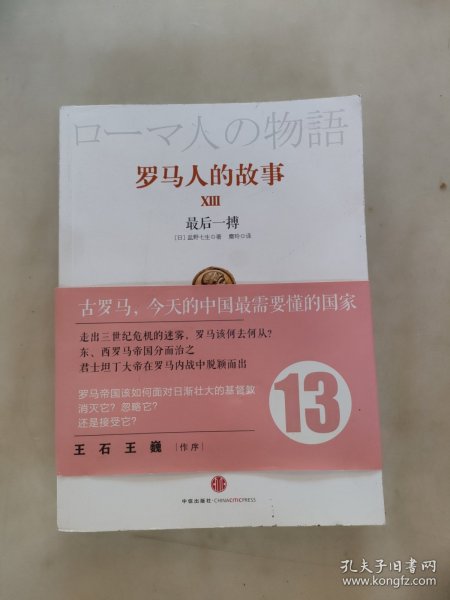 ローマ人の物語
罗马人的故事
XIII
最后一搏
［日］盐野七生◎著 计丽屏◎译
古罗马，今天的中国最需要懂的国家
走出三世纪危机的迷雾，罗马该何去何从？
东、西罗马帝国分而治之
君士坦丁大帝在罗马内战中脱颖而出
罗马帝国该如何面对日渐壮大的基督教
消灭它？忽略它？
还是接受它？
13
王 石 王 巍 ［作序］
中信出版社·CHINACITICPRESS
孔夫子旧书网
www.kongfz.com